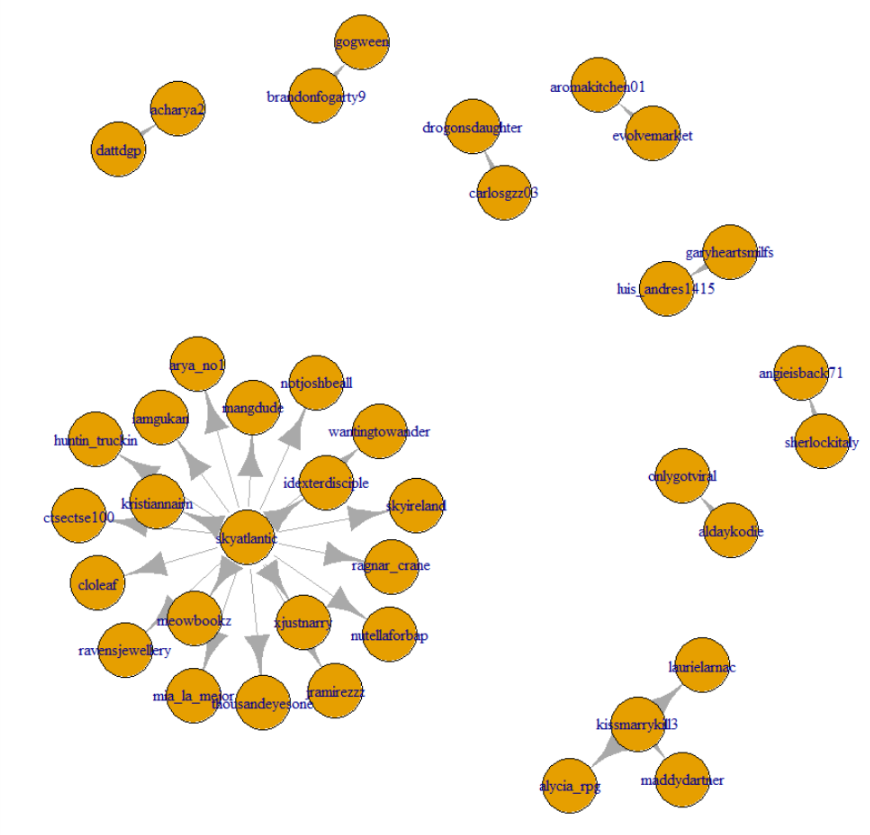 gogween
aromakitchen01
brandonfogarty9
acharya2
drogonsdaughter
evolvemarket
dattdgp
carlosgzz03
garyheartsmilfs
luis_andres1415
arya_no1
notjoshbeall
angieisback71
mangdude
iamgukan
wantingtowander
huntin_truckin
sherlockitaly
idexterdisciple
onlygotviral
kristiannairn
skyireland
ctsectse100
aldaykodie
skyatlantic
ragnar_crane
cloleaf
meowbookz
xjustnarry
nutellaforbap
ravensjewellery
laurielarnac
jramirezzz
mia_la_mejor
thousandeyesone
kissmarrykill3
maddydartner
alycia_rpg